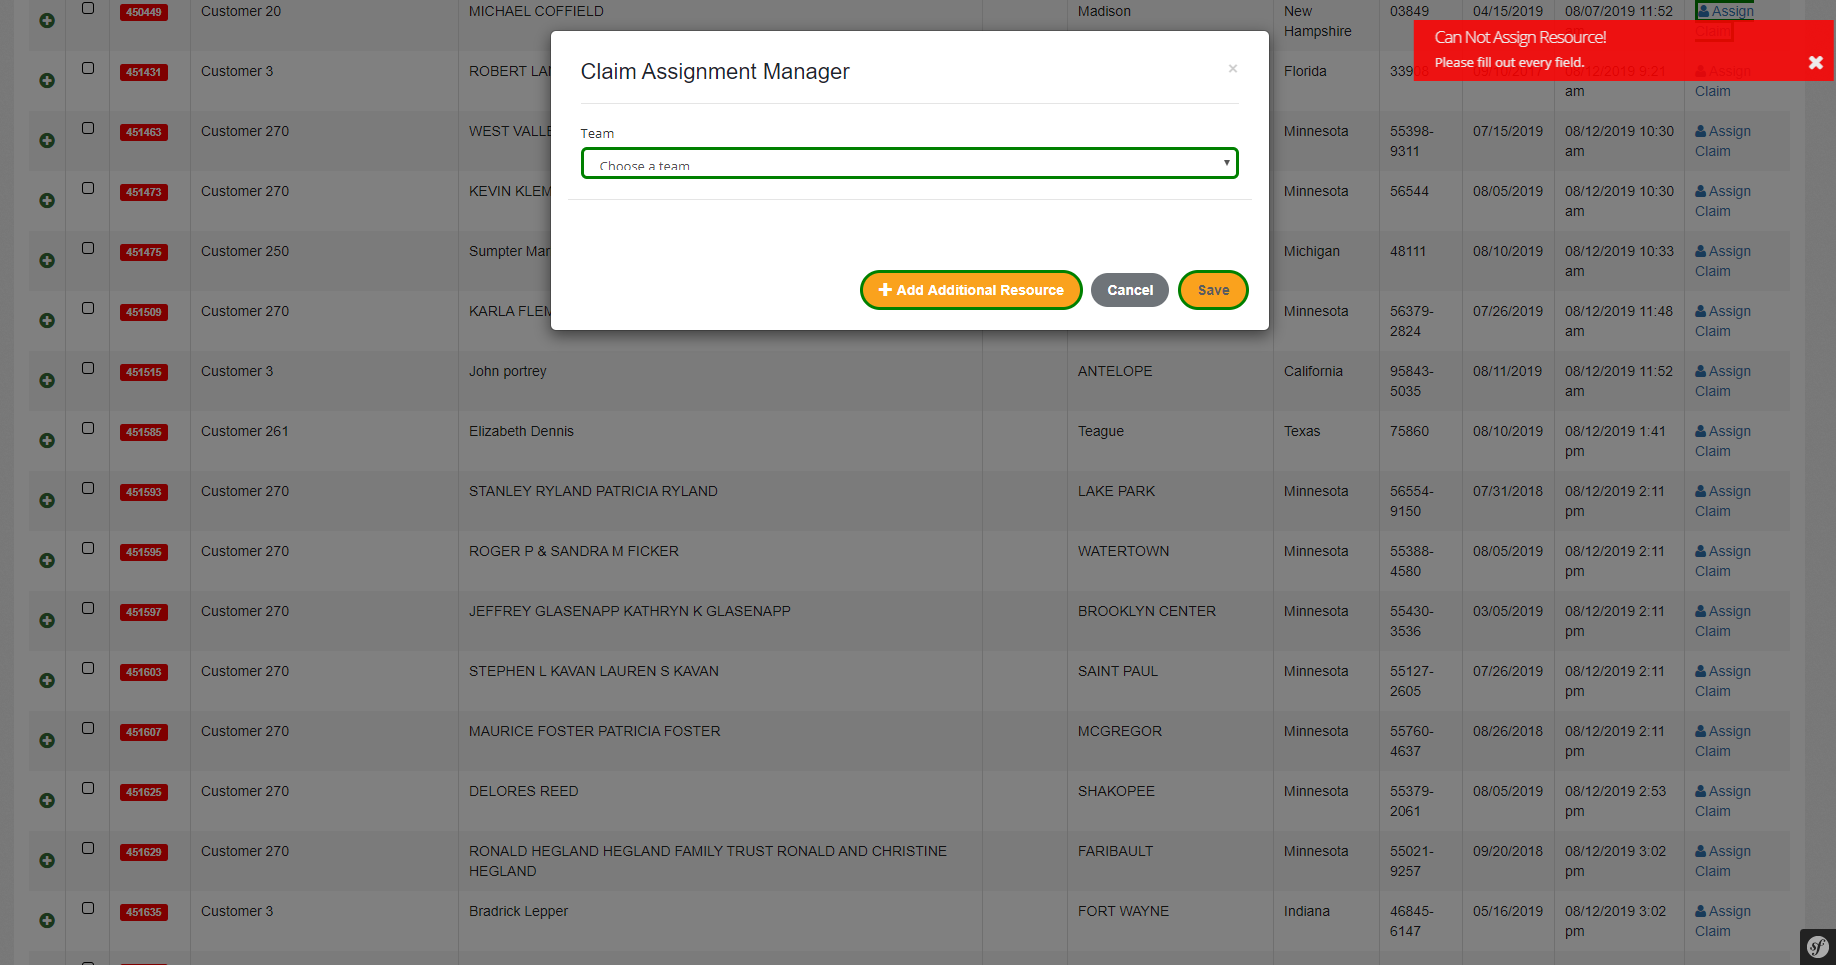 450449 Customer 20 MICHAEL COFFIELD Madison New Hampshire 03849 04/15/2019 08/07/2019 11:52 Assign Claim
Can Not Assign Resource!
Please fill out every field.
451431 Customer 3 ROBERT Florida am Claim
Claim Assignment Manager ×
Team
Choose a team
Add Additional Resource Cancel Save
451463 Customer 270 WEST Minnesota 55398-9311 07/15/2019 08/12/2019 10:30 am Assign Claim
451473 Customer 270 KEVIN Minnesota 56544 08/05/2019 08/12/2019 10:30 am Assign Claim
451475 Customer 250 Sumpter Michigan 48111 08/10/2019 08/12/2019 10:33 am Assign Claim
451509 Customer 270 KARLA Minnesota 56379-2824 07/26/2019 08/12/2019 11:48 am Assign Claim
451515 Customer 3 John portrey ANTELOPE California 95843-5035 08/11/2019 08/12/2019 11:52 am Assign Claim
451585 Customer 261 Elizabeth Dennis Teague Texas 75860 08/10/2019 08/12/2019 1:41 pm Assign Claim
451593 Customer 270 STANLEY RYLAND PATRICIA RYLAND LAKE PARK Minnesota 56554-9150 07/31/2018 08/12/2019 2:11 pm Assign Claim
451595 Customer 270 ROGER P & SANDRA M FICKER WATERTOWN Minnesota 55388-4580 08/05/2019 08/12/2019 2:11 pm Assign Claim
451597 Customer 270 JEFFREY GLASENAPP KATHRYN K GLASENAPP BROOKLYN CENTER Minnesota 55430-3536 03/05/2019 08/12/2019 2:11 pm Assign Claim
451603 Customer 270 STEPHEN L KAVAN LAUREN S KAVAN SAINT PAUL Minnesota 55127-2605 07/26/2019 08/12/2019 2:11 pm Assign Claim
451607 Customer 270 MAURICE FOSTER PATRICIA FOSTER MCGREGOR Minnesota 55760-4637 08/26/2018 08/12/2019 2:11 pm Assign Claim
451625 Customer 270 DELORES REED SHAKOPEE Minnesota 55379-2061 08/05/2019 08/12/2019 2:53 pm Assign Claim
451629 Customer 270 RONALD HEGLAND HEGLAND FAMILY TRUST RONALD AND CHRISTINE HEGLAND FARIBAULT Minnesota 55021-9257 09/20/2018 08/12/2019 3:02 pm Assign Claim
451635 Customer 3 Bradrick Lepper FORT WAYNE Indiana 46845-6147 05/16/2019 08/12/2019 3:02 pm Assign Claim
sf